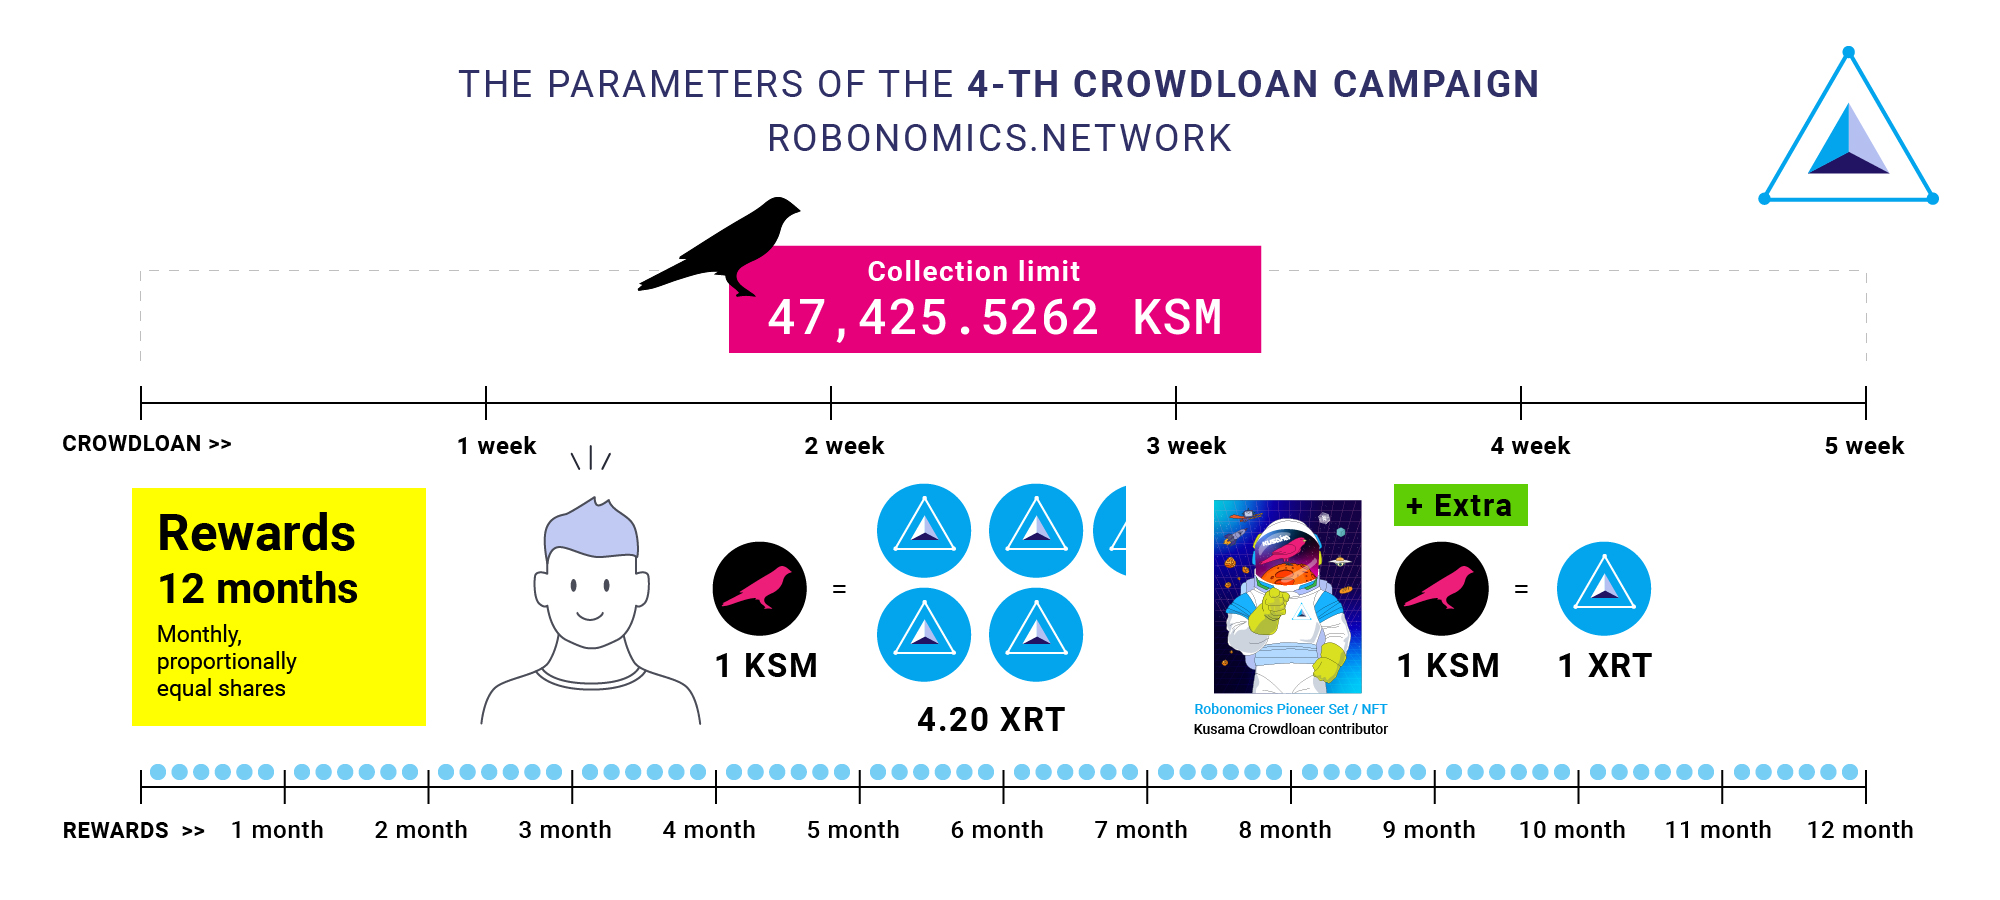 THE PARAMETERS OF THE 4-TH CROWDLOAN CAMPAIGN
ROBONOMICS.NETWORK
Collection limit
47,425.5262 KSM
CROWDLOAN >>
1 week
2 week
3 week
4 week
5 week
Rewards
12 months
Monthly,
proportionally
equal shares
=
1 KSM
4.20 XRT
KUSAMA
Robonomics Pioneer Set / NFT
Kusama Crowdloan contributor
+ Extra
=
1 KSM
1 XRT
REWARDS >>
1 month
2 month
3 month
4 month
5 month
6 month
7 month
8 month
9 month
10 month
11 month
12 month